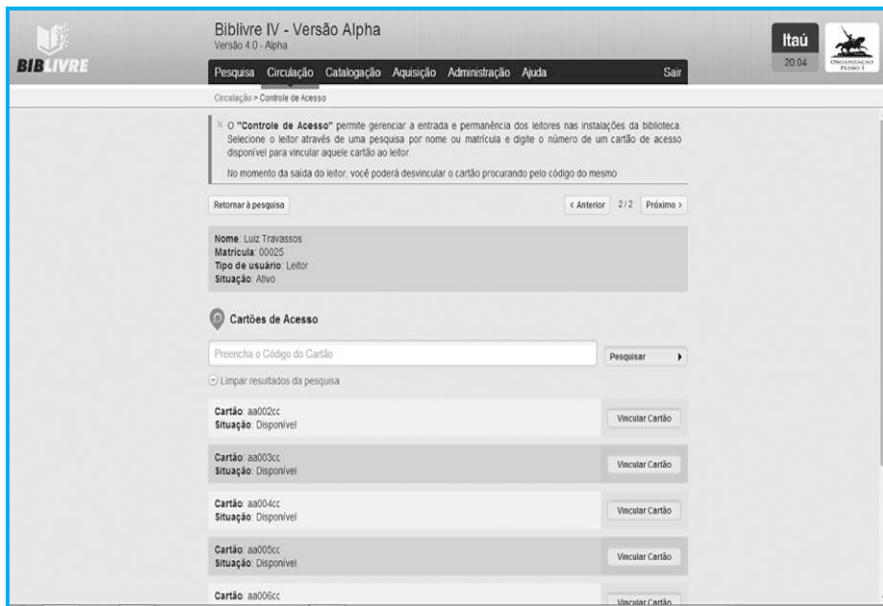 BIBLIVRE
Biblivre IV - Versão Alpha
Versão 4.0 - Alpha
Itaú
20:04
ORGANIZAÇÃO
PEDRO I
Pesquisa Circulação Catalogação Aquisição Administração Ajuda Sair
Circulação > Controle de Acesso
× O "Controle de Acesso" permite gerenciar a entrada e permanência dos leitores nas instalações da biblioteca.
Selecione o leitor através de uma pesquisa por nome ou matrícula e digite o número de um cartão de acesso
disponível para vincular aquele cartão ao leitor.
No momento da saída do leitor, você poderá desvincular o cartão procurando pelo código do mesmo
Retornar à pesquisa
< Anterior 2 / 2 Próximo >
Nome: Luiz Travassos
Matrícula: 00025
Tipo de usuário: Leitor
Situação: Ativo
Cartões de Acesso
Preencha o Código do Cartão
Pesquisar
Limpar resultados da pesquisa
Cartão: aa002cc
Situação: Disponível
Vincular Cartão
Cartão: aa003cc
Situação: Disponível
Vincular Cartão
Cartão: aa004cc
Situação: Disponível
Vincular Cartão
Cartão: aa005cc
Situação: Disponível
Vincular Cartão
Cartão: aa006cc
Vincular Cartão